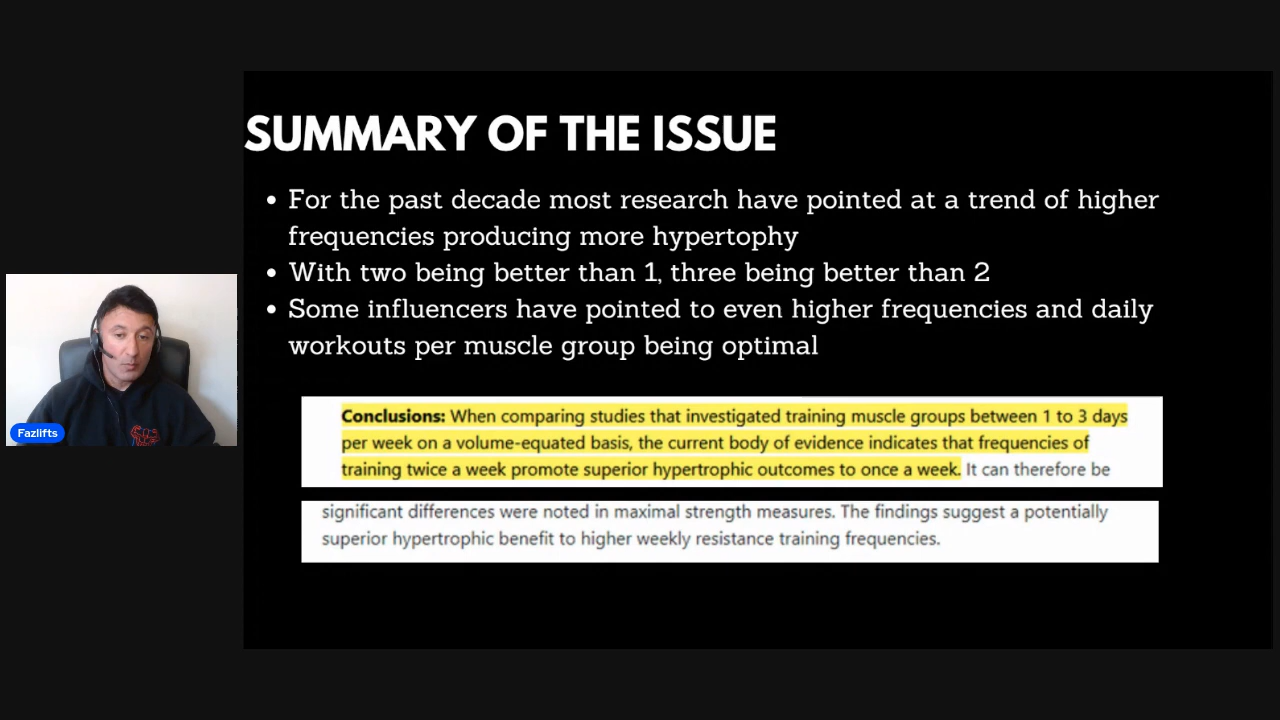 SUMMARY OF THE ISSUE
• For the past decade most research have pointed at a trend of higher
frequencies producing more hypertophy
• With two being better than 1, three being better than 2
• Some influencers have pointed to even higher frequencies and daily
workouts per muscle group being optimal
Conclusions: When comparing studies that investigated training muscle groups between 1 to 3 days
per week on a volume-equated basis, the current body of evidence indicates that frequencies of
training twice a week promote superior hypertrophic outcomes to once a week. It can therefore be
significant differences were noted in maximal strength measures. The findings suggest a potentially
superior hypertrophic benefit to higher weekly resistance training frequencies.
Fazlifts